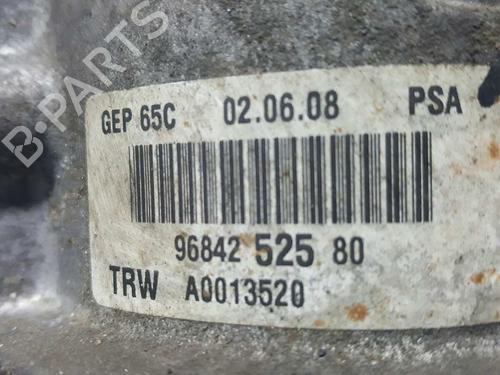 B-PARTS
GEP 65C 02.06.08 PSA
96842 525 80
TRW A0013520